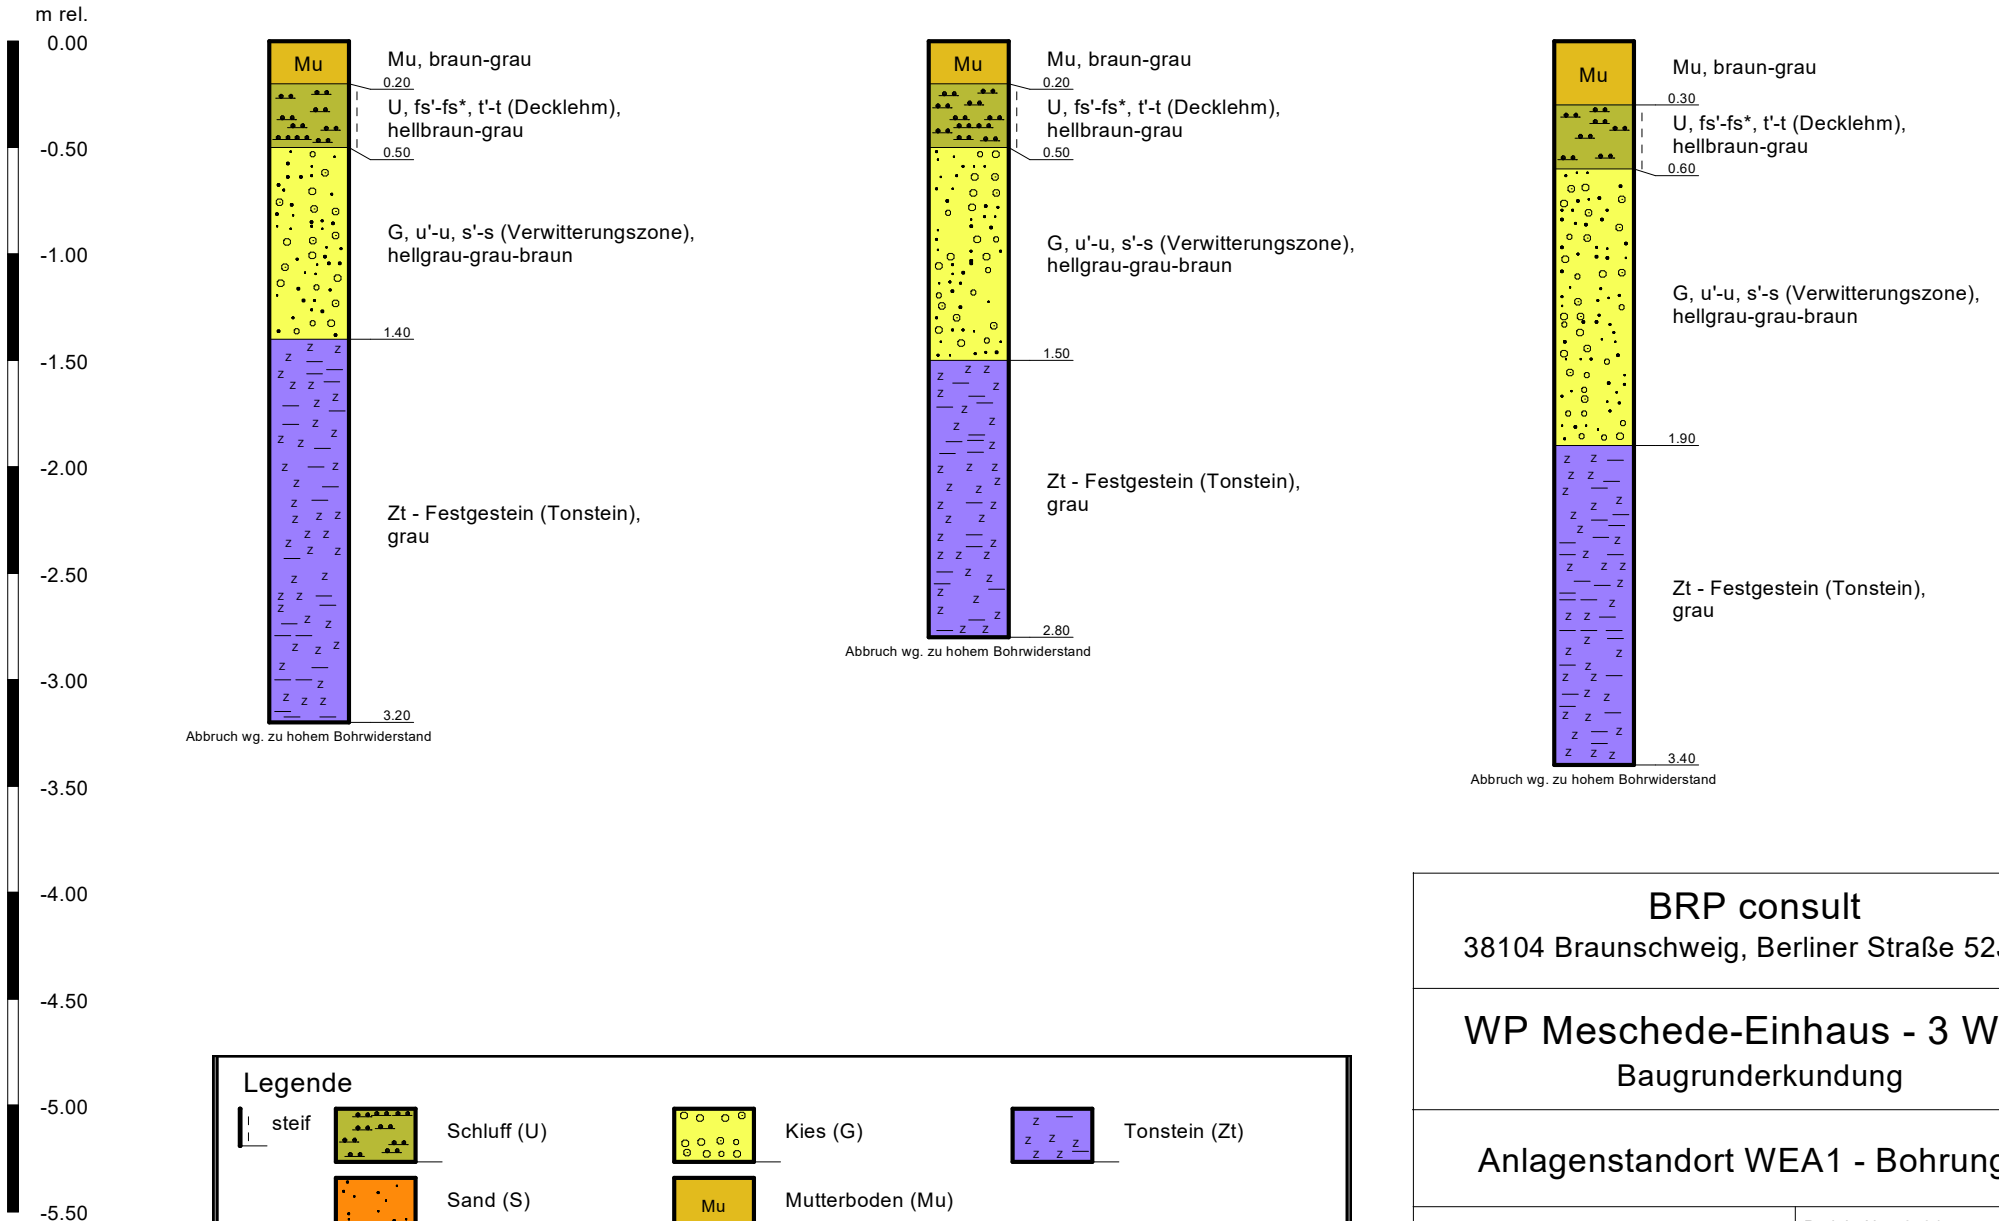 m rel.
0.00
-0.50
-1.00
-1.50
-2.00
-2.50
-3.00
-3.50
-4.00
-4.50
-5.00
-5.50
Mu
Mu, braun-grau
0.20
U, fs'-fs*, t'-t (Decklehm),
hellbraun-grau
0.50
G, u'-u, s'-s (Verwitterungszone),
hellgrau-grau-braun
1.40
Zt - Festgestein (Tonstein),
grau
3.20
Abbruch wg. zu hohem Bohrwiderstand
Mu
Mu, braun-grau
0.20
U, fs'-fs*, t'-t (Decklehm),
hellbraun-grau
0.50
G, u'-u, s'-s (Verwitterungszone),
hellgrau-grau-braun
1.50
Zt - Festgestein (Tonstein),
grau
2.80
Abbruch wg. zu hohem Bohrwiderstand
Mu
Mu, braun-grau
0.30
U, fs'-fs*, t'-t (Decklehm),
hellbraun-grau
0.60
G, u'-u, s'-s (Verwitterungszone),
hellgrau-grau-braun
1.90
Zt - Festgestein (Tonstein),
grau
3.40
Abbruch wg. zu hohem Bohrwiderstand
Legende
steif
Schluff (U)
Kies (G)
Tonstein (Zt)
Sand (S)
Mu
Mutterboden (Mu)
BRP consult
38104 Braunschweig, Berliner Straße 52
WP Meschede-Einhaus - 3 W
Baugrunderkundung
Anlagenstandort WEA1 - Bohrung